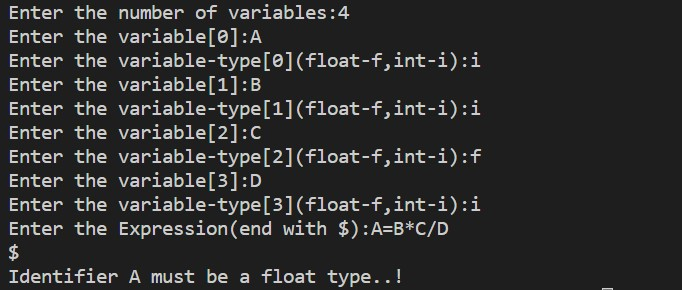 Enter the number of variables:4
Enter the variable[0]:A
Enter the variable-type[0](float-f,int-i):i
Enter the variable[1]:B
Enter the variable-type[1](float-f,int-i):i
Enter the variable[2]:C
Enter the variable-type[2](float-f,int-i):f
Enter the variable[3]:D
Enter the variable-type[3](float-f,int-i):i
Enter the Expression(end with $):A=B*C/D
$
Identifier A must be a float type..!